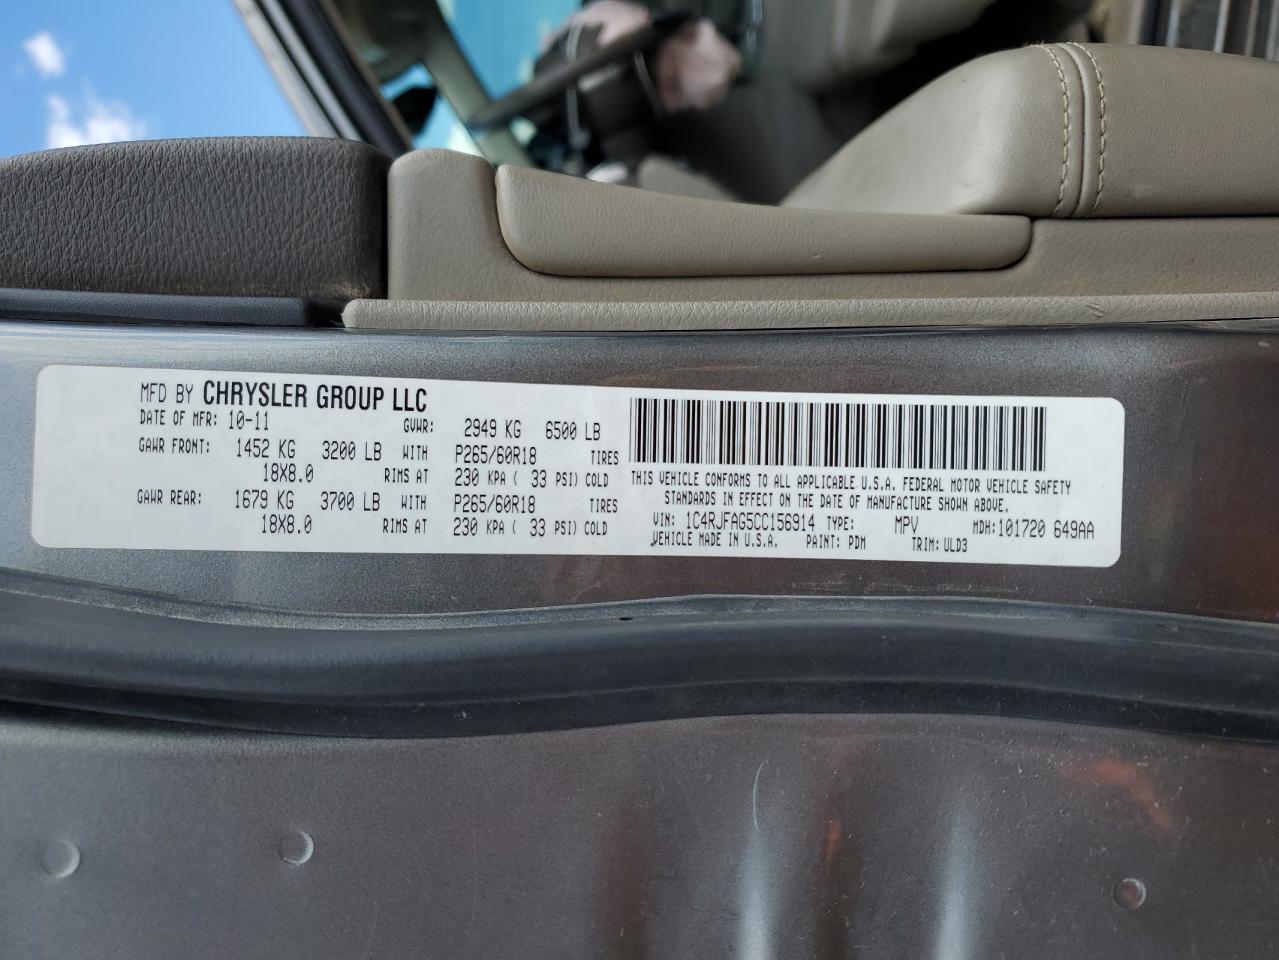 MFD BY CHRYSLER GROUP LLC
DATE OF MFR: 10-11 GVWR: 2949 KG 6500 LB
GAWR FRONT: 1452 KG 3200 LB WITH P265/60R18 TIRES
18X8.0 RIMS AT 230 KPA ( 33 PSI) COLD
GAWR REAR: 1679 KG 3700 LB WITH P265/60R18 TIRES
18X8.0 RIMS AT 230 KPA ( 33 PSI) COLD
THIS VEHICLE CONFORMS TO ALL APPLICABLE U.S.A. FEDERAL MOTOR VEHICLE SAFETY
STANDARDS IN EFFECT ON THE DATE OF MANUFACTURE SHOWN ABOVE.
VIN: 1C4RJFAG5CC156914 TYPE: MPV MDH:101720 649AA
VEHICLE MADE IN U.S.A. PAINT: PDM TRIM: ULD3